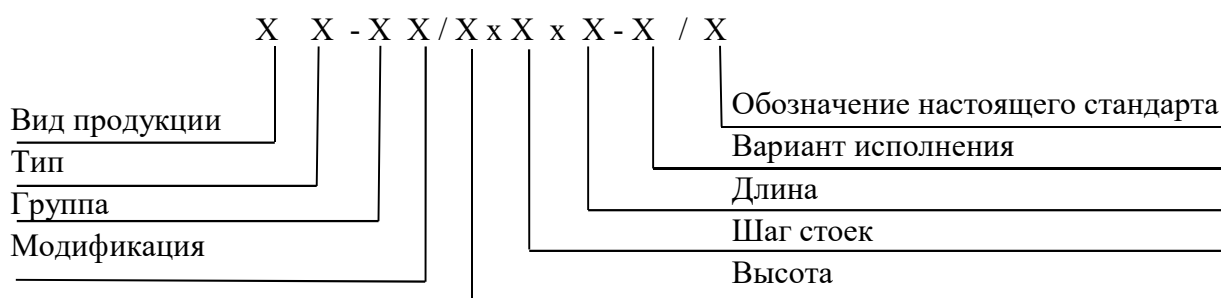 X X - X X / X x X x X - X / X
Обозначение настоящего стандарта
Вид продукции
Вариант исполнения
Тип
Длина
Группа
Шаг стоек
Модификация
Высота